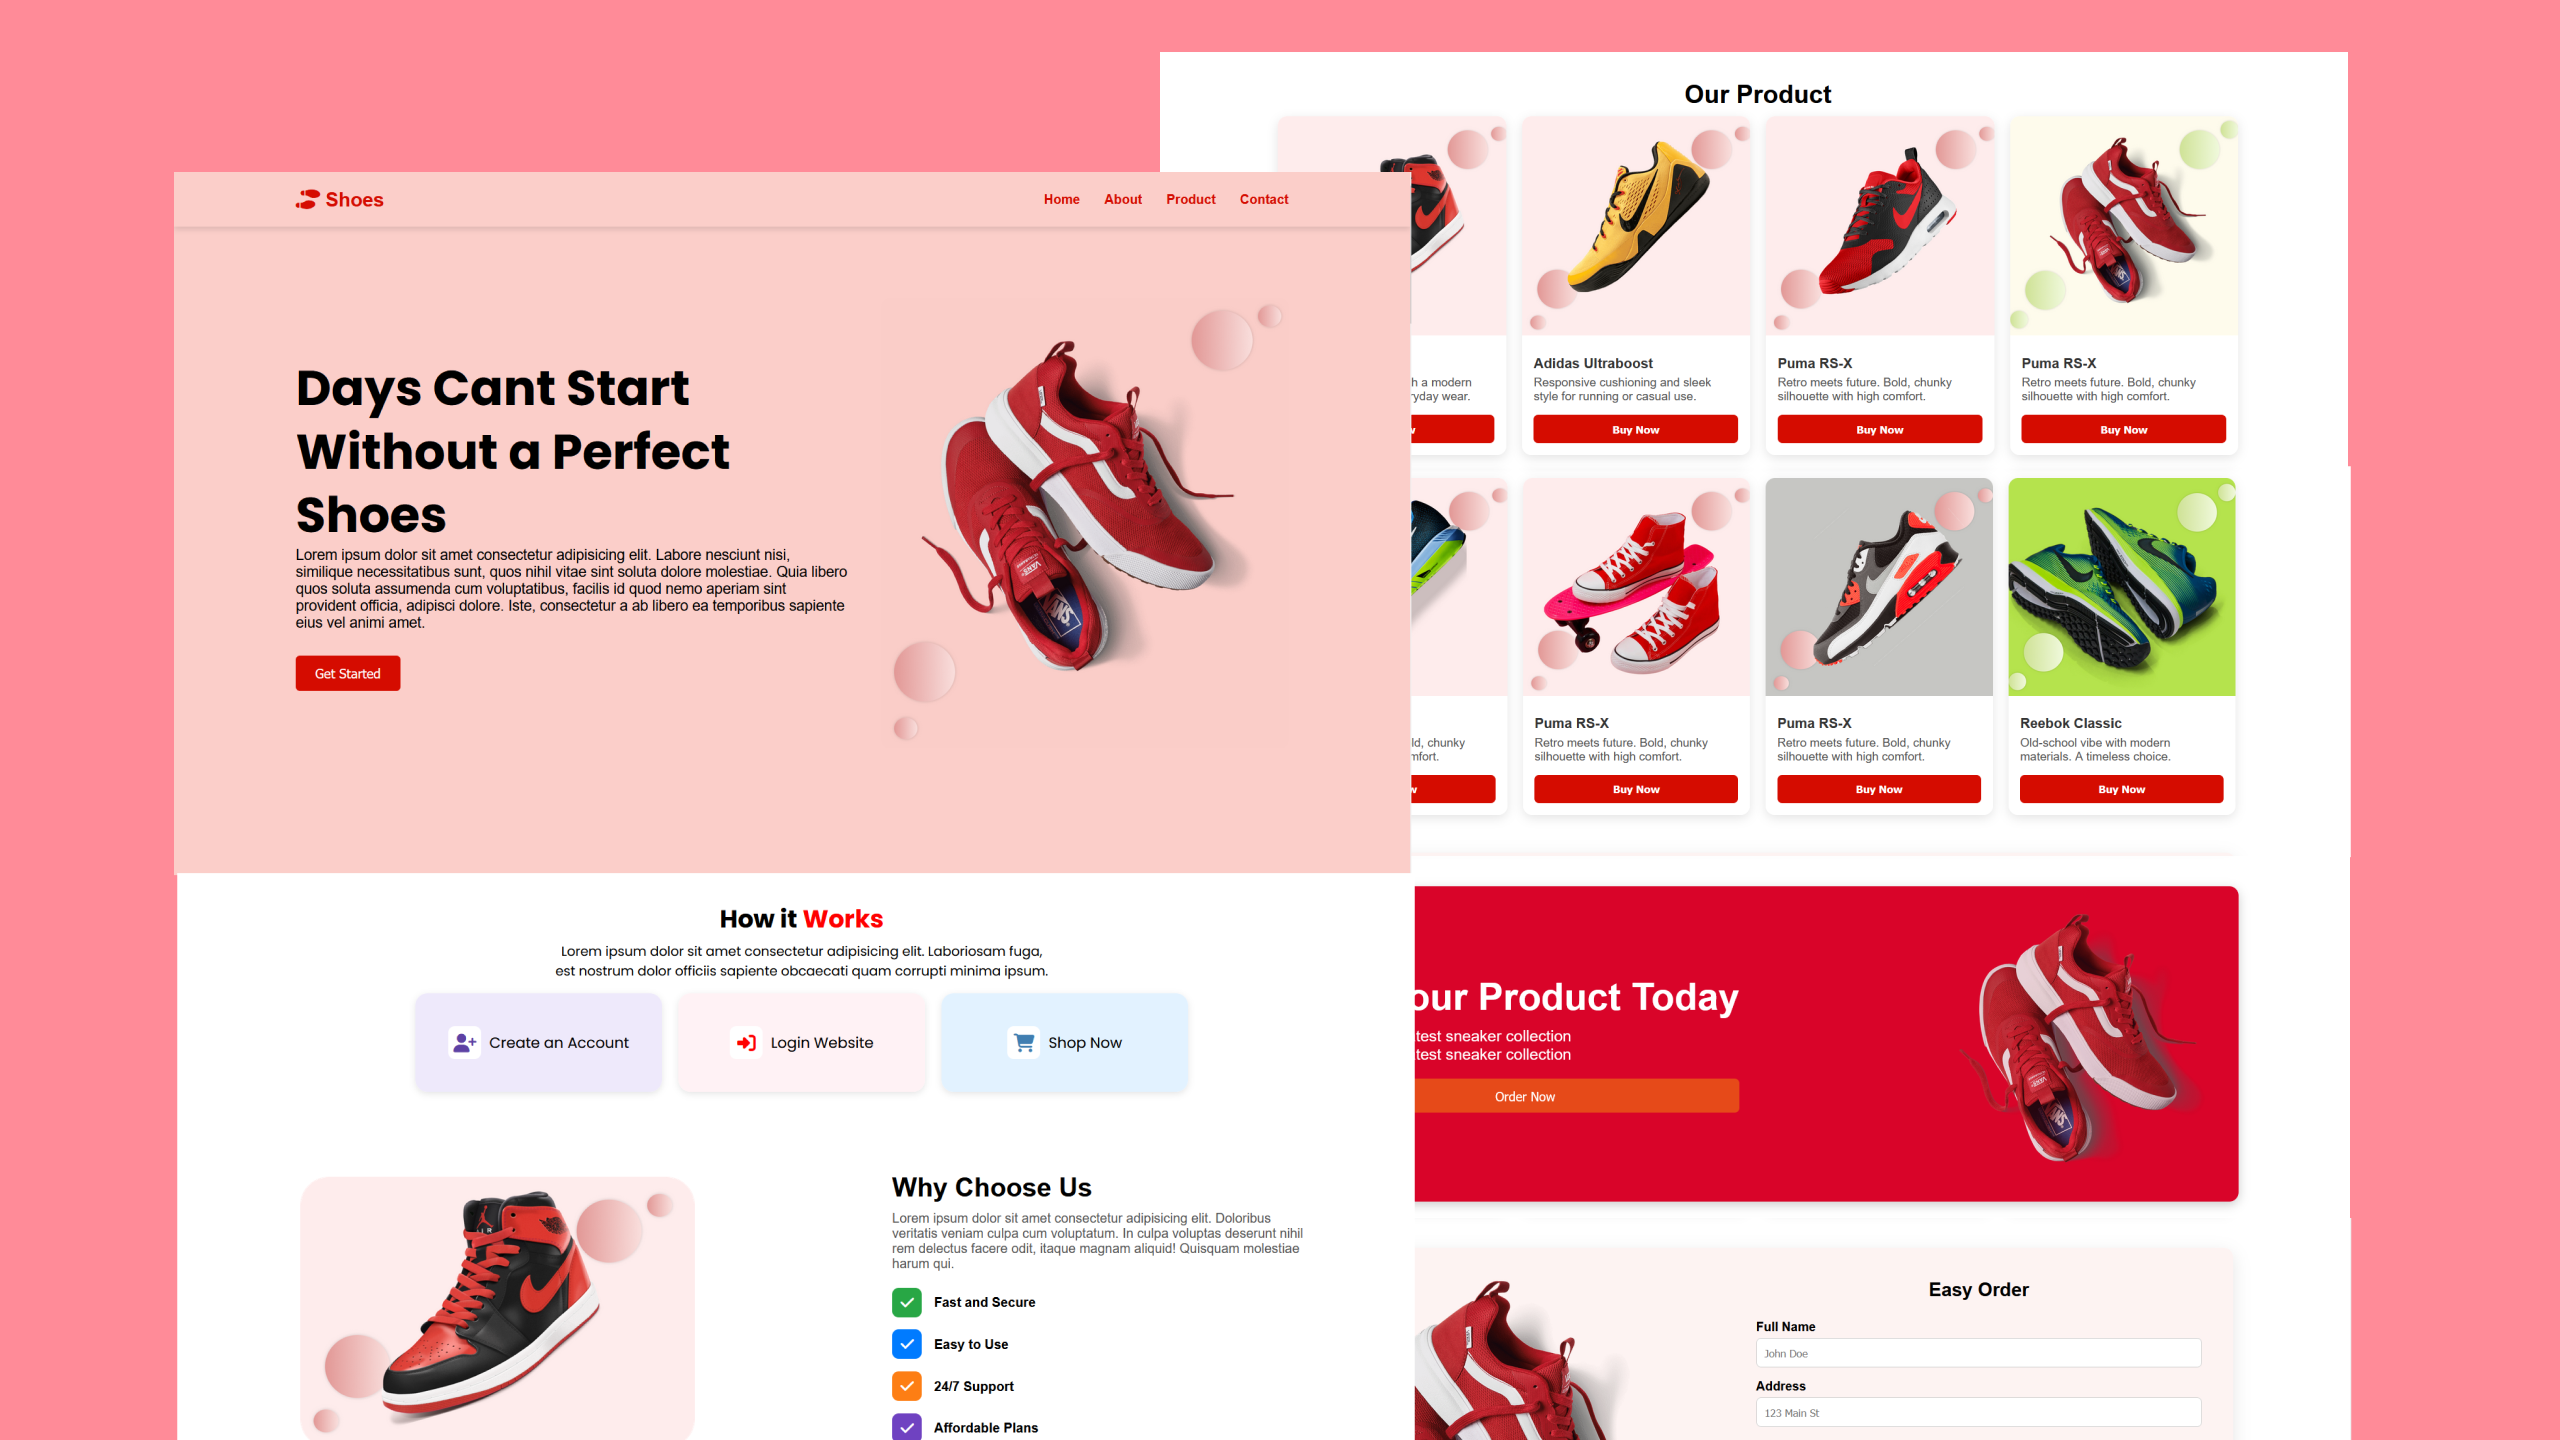 Shoes
Home
About
Product
Contact
Days Cant Start
Without a Perfect
Shoes
Lorem ipsum dolor sit amet consectetur adipisicing elit. Labore nesciunt nisi,
similique necessitatibus sunt, quos nihil vitae sint soluta dolore molestiae. Quia libero
quos soluta assumenda cum voluptatibus, facilis id quod nemo aperiam sint
provident officia, adipisci dolore. Iste, consectetur a ab libero ea temporibus sapiente
eius vel animi amet.
Get Started
VANS
How it Works
Lorem ipsum dolor sit amet consectetur adipisicing elit. Laboriosam fuga,
est nostrum dolor officiis sapiente obcaecati quam corrupti minima ipsum.
Create an Account
Login Website
Shop Now
Why Choose Us
Lorem ipsum dolor sit amet consectetur adipisicing elit. Doloribus
veritatis veniam culpa cum voluptatum. In culpa voluptas deserunt nihil
rem delectus facere odit, itaque magnam aliquid! Quisquam molestiae
harum qui.
Fast and Secure
Easy to Use
24/7 Support
Affordable Plans
Our Product
h a modern
ryday wear.
w
Adidas Ultraboost
Responsive cushioning and sleek
style for running or casual use.
Buy Now
Puma RS-X
Retro meets future. Bold, chunky
silhouette with high comfort.
Buy Now
VANS
Puma RS-X
Retro meets future. Bold, chunky
silhouette with high comfort.
Buy Now
ld, chunky
mfort.
w
Puma RS-X
Retro meets future. Bold, chunky
silhouette with high comfort.
Buy Now
Puma RS-X
Retro meets future. Bold, chunky
silhouette with high comfort.
Buy Now
Reebok Classic
Old-school vibe with modern
materials. A timeless choice.
Buy Now
our Product Today
test sneaker collection
test sneaker collection
Order Now
VANS
Easy Order
Full Name
John Doe
Address
123 Main St